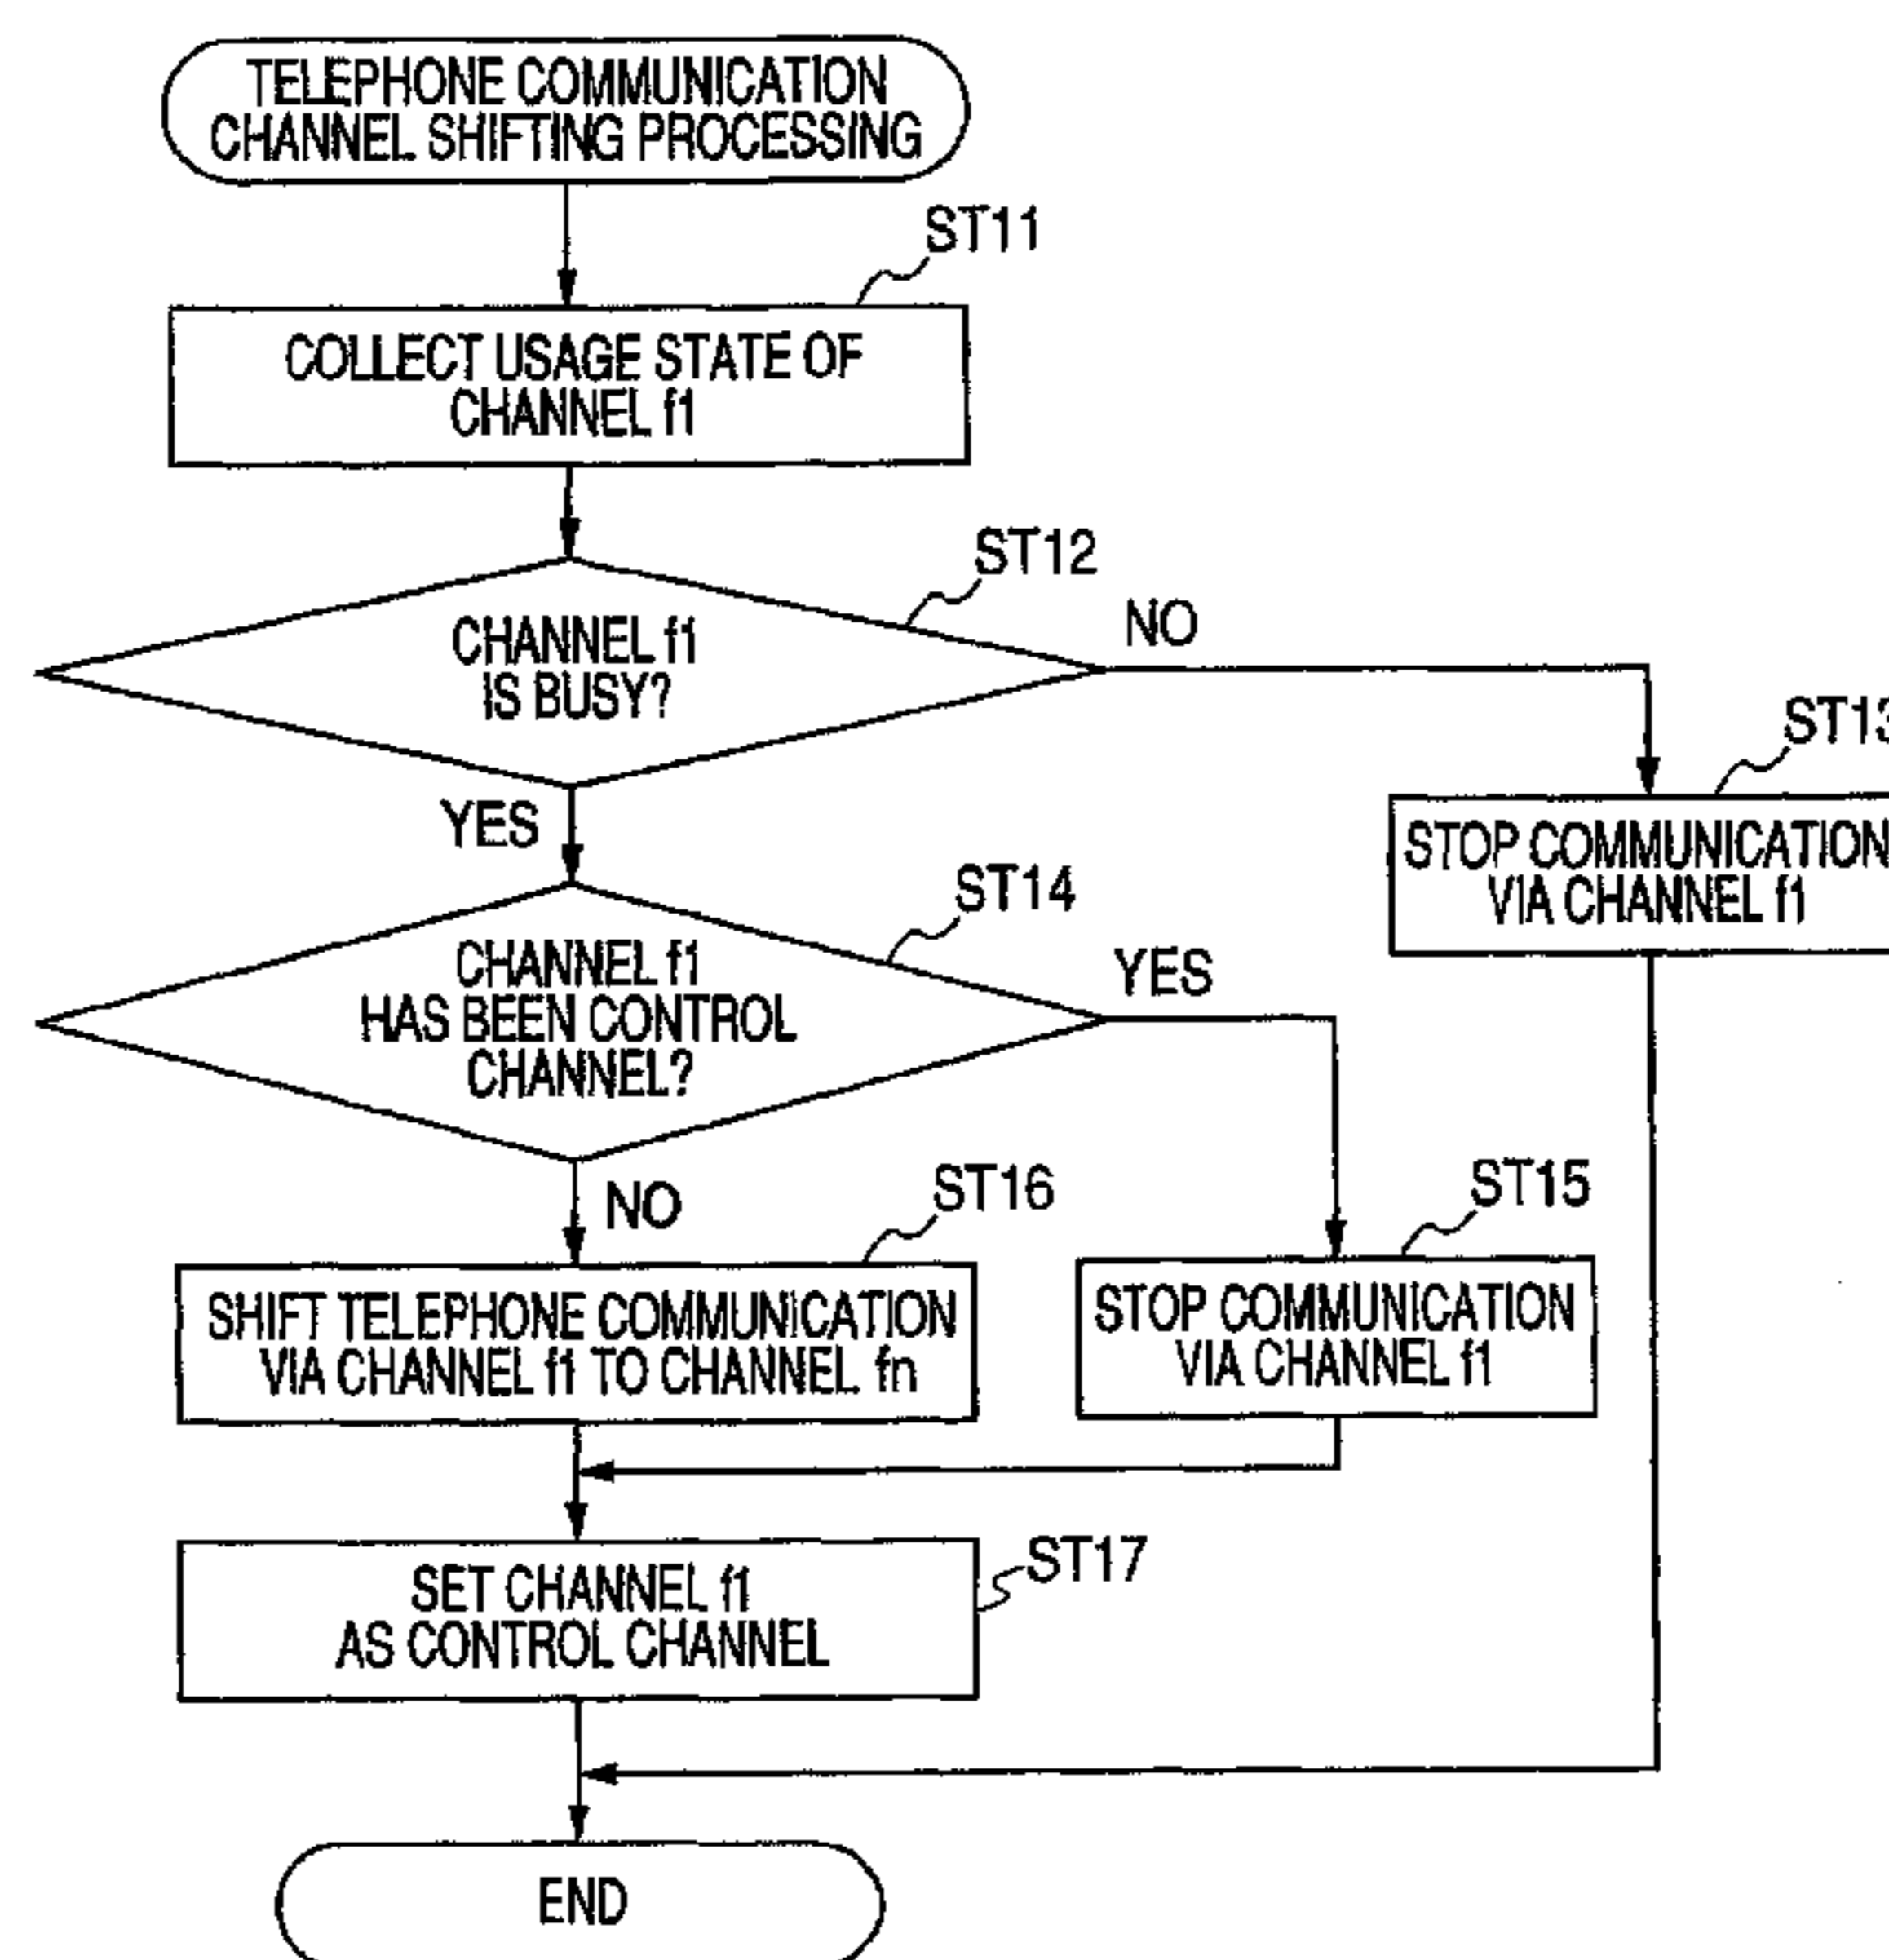 TELEPHONE COMMUNICATION
CHANNEL SHIFTING PROCESSING
ST11
COLLECT USAGE STATE OF
CHANNEL f1
ST12
CHANNEL f1
IS BUSY?
NO
YES
ST13
STOP COMMUNICATION
VIA CHANNEL f1
ST14
CHANNEL f1
HAS BEEN CONTROL
CHANNEL?
YES
NO
ST16
ST15
SHIFT TELEPHONE COMMUNICATION
VIA CHANNEL f1 TO CHANNEL fn
STOP COMMUNICATION
VIA CHANNEL f1
SET CHANNEL f1
AS CONTROL CHANNEL
ST17
END